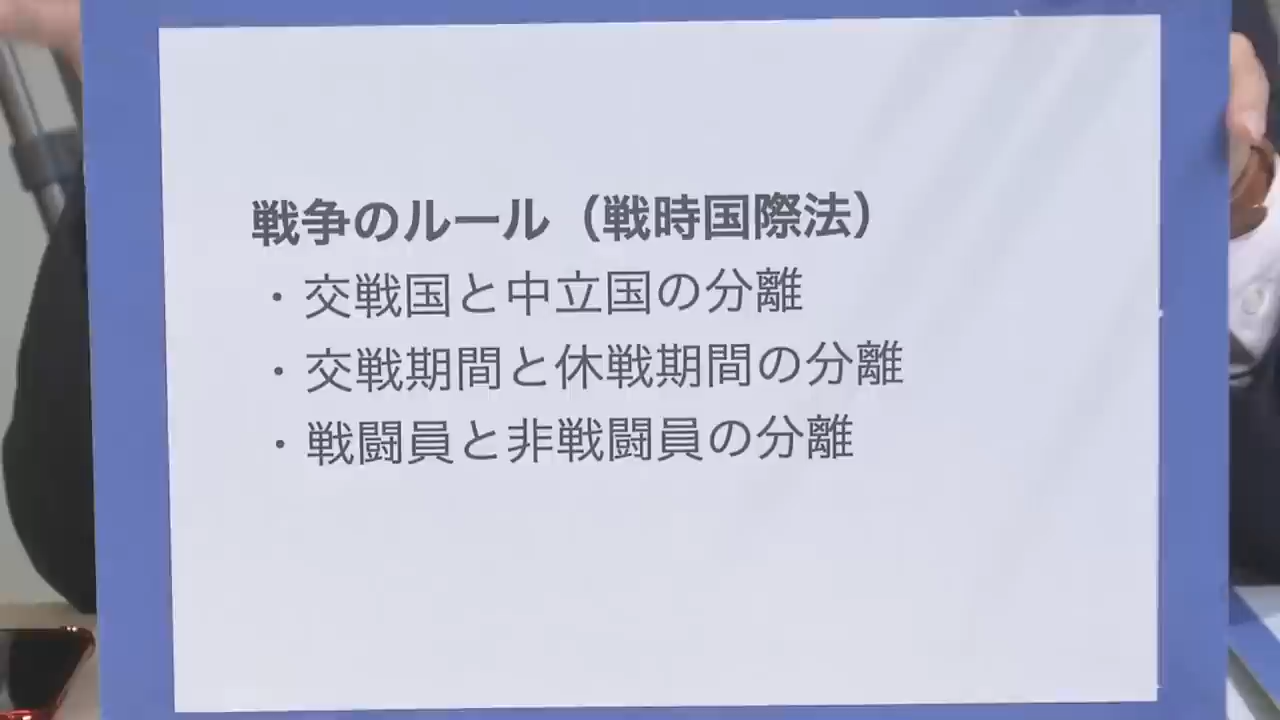 戦争のルール（戦時国際法）
・交戦国と中立国の分離
・交戦期間と休戦期間の分離
・戦闘員と非戦闘員の分離